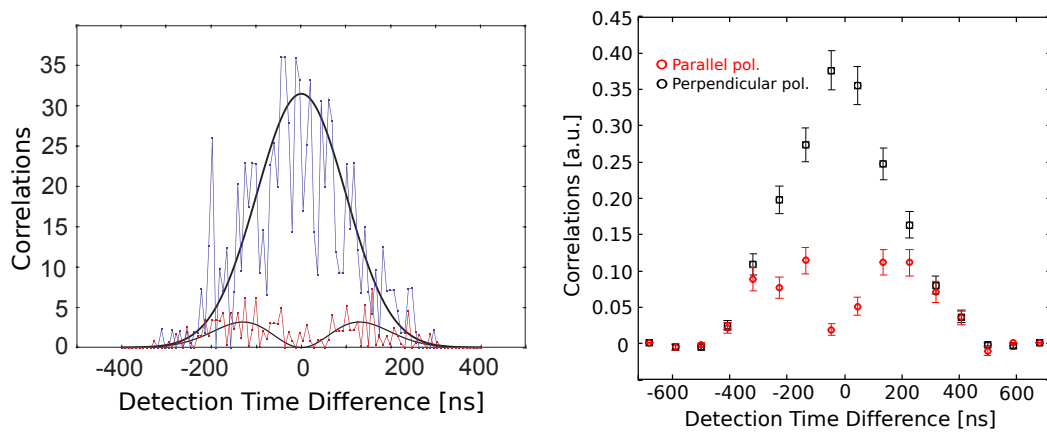 35
30
25
20
15
10
5
0
Correlations
-400 -200 0 200 400
Detection Time Difference [ns]
0.45
0.40
0.35
0.30
0.25
0.20
0.15
0.10
0.05
0
Correlations [a.u.]
Parallel pol.
Perpendicular pol.
-600 -400 -200 0 200 400 600
Detection Time Difference [ns]